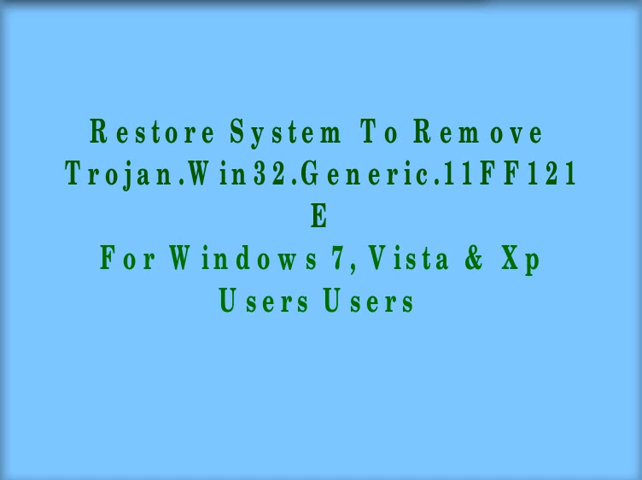 Restore System To Remove
Trojan.Win32.Generic.11FF121
E
For Windows 7, Vista & Xp
Users Users